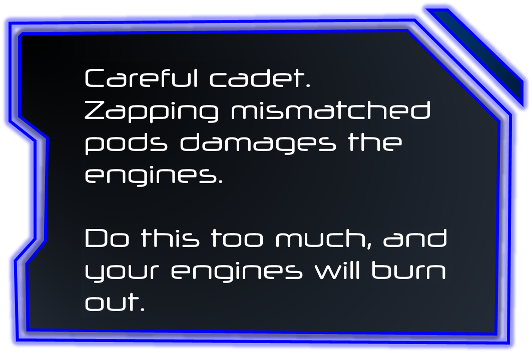 Careful cadet.
Zapping mismatched
pods damages the
engines.
Do this too much, and
your engines will burn
out.